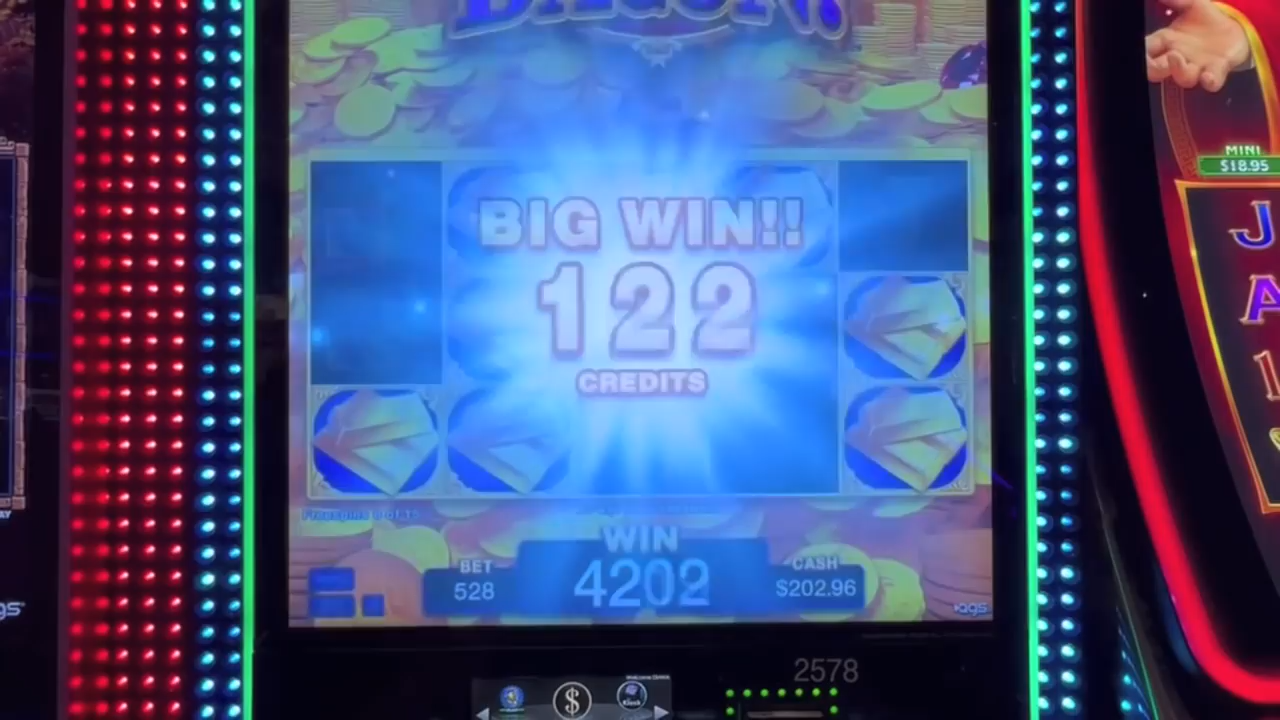 BIG WIN!!
122
CREDITS
WIN
4202
BET
528
CASH
$202.96
ags
2578
$
MINI
$18.95
J
A